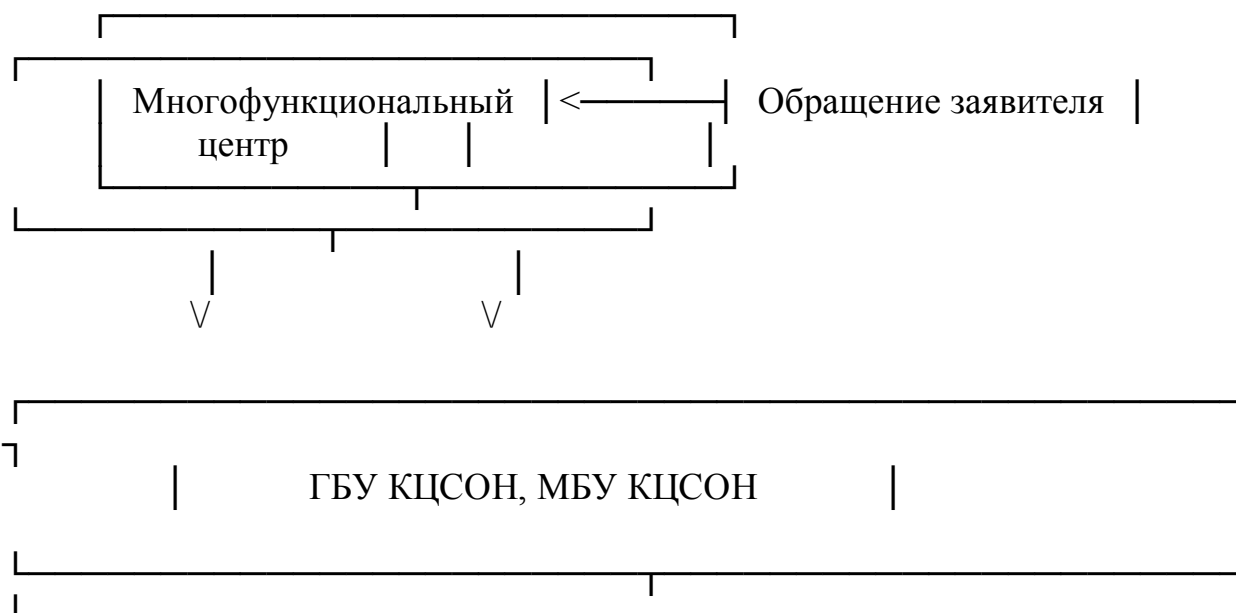 Многофункциональный < Обращение заявителя
центр
\/ \/
ГБУ КЦСОН, МБУ КЦСОН